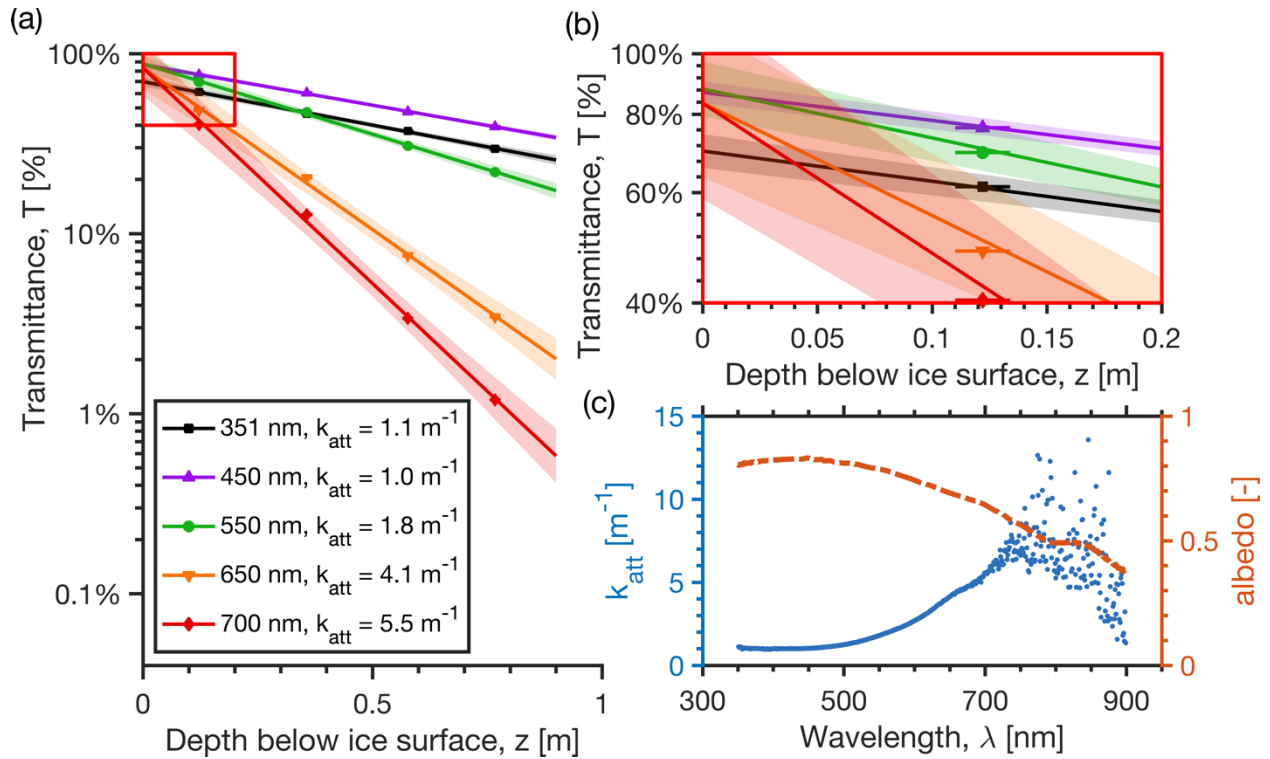 (a)
100%
10%
1%
0.1%
Transmittance, T [%]
351 nm, k_att = 1.1 m⁻¹
450 nm, k_att = 1.0 m⁻¹
550 nm, k_att = 1.8 m⁻¹
650 nm, k_att = 4.1 m⁻¹
700 nm, k_att = 5.5 m⁻¹
0 0.5 1
Depth below ice surface, z [m]
(b)
100%
80%
60%
40%
Transmittance, T [%]
0 0.05 0.1 0.15 0.2
Depth below ice surface, z [m]
(c)
15
10
5
0
k_att [m⁻¹]
1
0.5
0
albedo [-]
300 500 700 900
Wavelength, λ [nm]